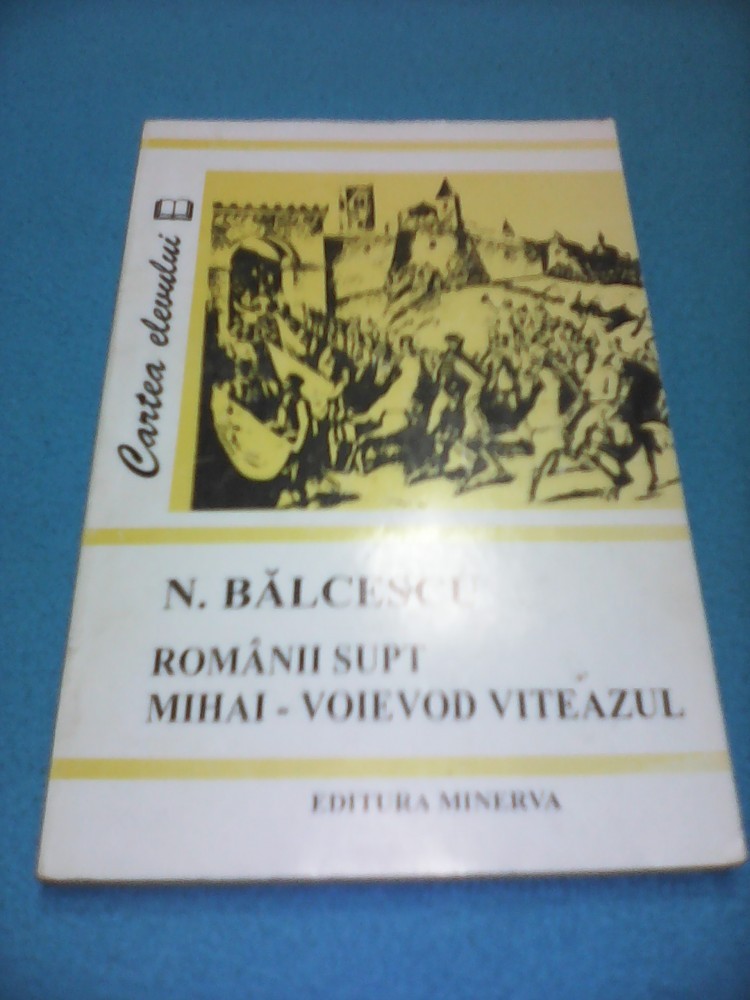 Cartea elevului
N. BĂLCESCU
ROMÂNII SUPT
MIHAI - VOIEVOD VITEAZUL
EDITURA MINERVA